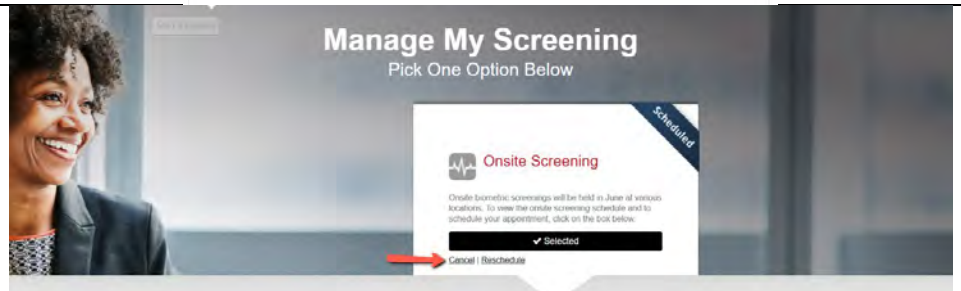 Manage My Screening
Pick One Option Below
Scheduled
Onsite Screening
Onsite biometric screenings will be held in June at various
locations. To view the onsite screening schedule and to
schedule your appointment, click on the box below.
✔ Selected
Cancel | Reschedule